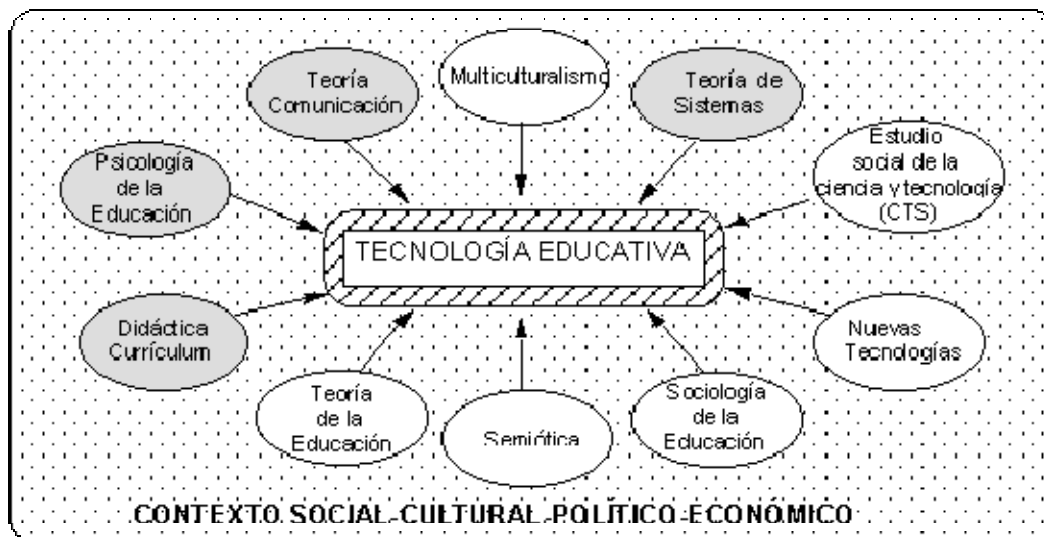 Teoría
Comunicación
Multiculturalismo
Teoría de
Sistemas
Psicología
de la
Educación
Estudio
social de la
ciencia y tecnología
(CTS)
TECNOLOGÍA EDUCATIVA
Didáctica
Currículum
Nuevas
Tecnologías
Teoría
de la
Educación
Semiótica
Sociología
de la
Educación
CONTEXTO SOCIAL-CULTURAL-POLÍTICO-ECONÓMICO